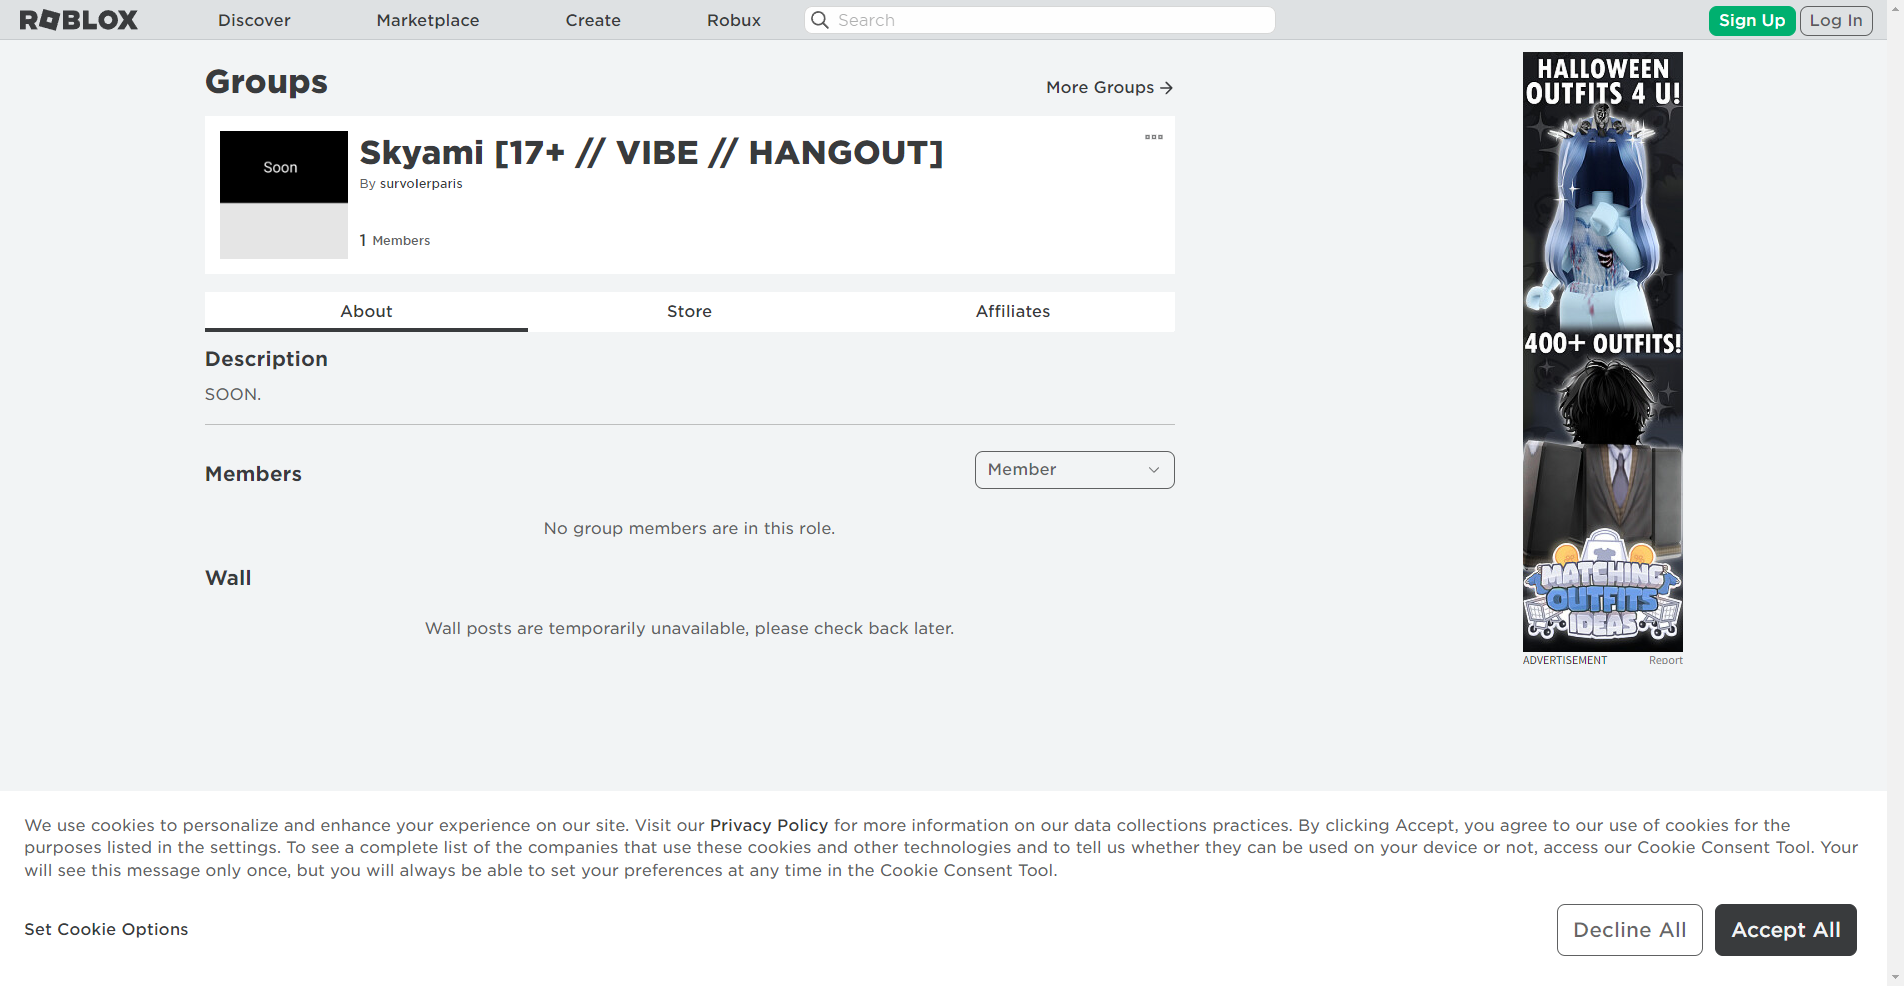 ROBLOX
Discover
Marketplace
Create
Robux
Search
Sign Up
Log In
Groups
More Groups →
Soon
Skyami [17+ // VIBE // HANGOUT]
By survolerparis
1 Members
About
Store
Affiliates
Description
SOON.
Members
Member
No group members are in this role.
Wall
Wall posts are temporarily unavailable, please check back later.
HALLOWEEN
OUTFITS 4 U!
400+ OUTFITS!
MATCHING
OUTFITS
IDEAS
ADVERTISEMENT
Report
We use cookies to personalize and enhance your experience on our site. Visit our Privacy Policy for more information on our data collections practices. By clicking Accept, you agree to our use of cookies for the
purposes listed in the settings. To see a complete list of the companies that use these cookies and other technologies and to tell us whether they can be used on your device or not, access our Cookie Consent Tool. Your
will see this message only once, but you will always be able to set your preferences at any time in the Cookie Consent Tool.
Set Cookie Options
Decline All
Accept All